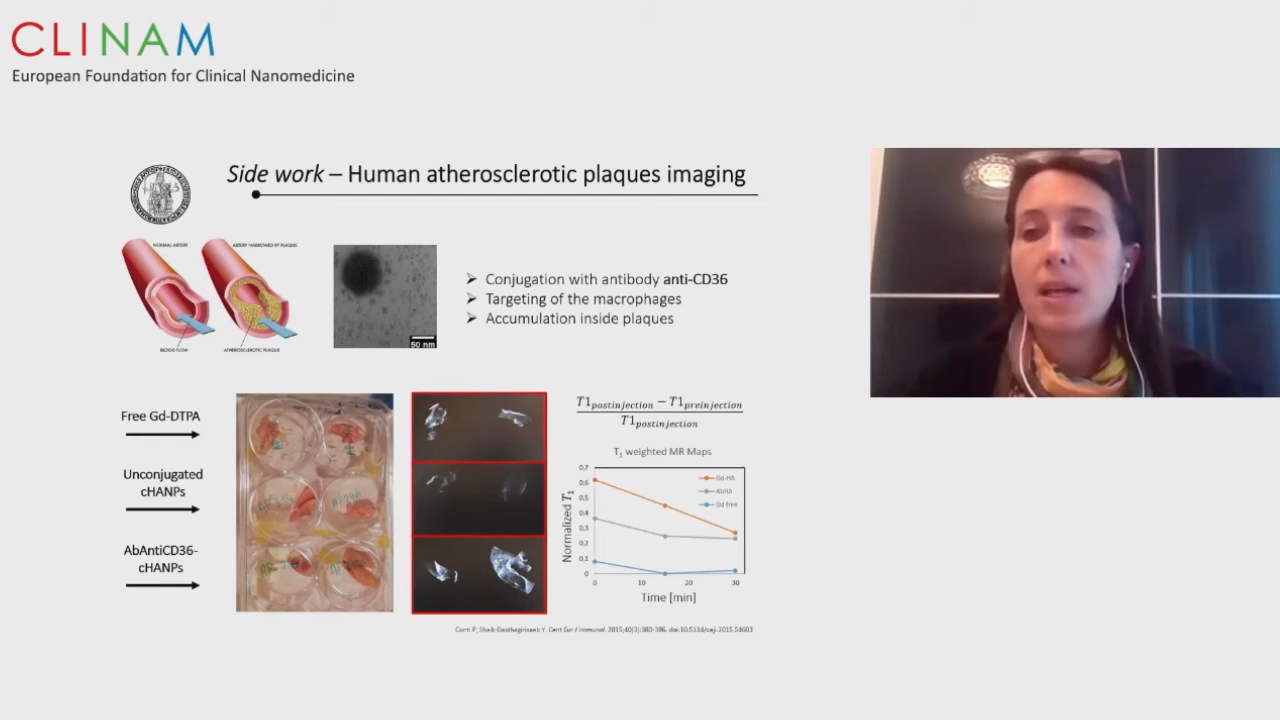 CLINAM
European Foundation for Clinical Nanomedicine
Side work – Human atherosclerotic plaques imaging
NORMAL ARTERY
ARTERY NARROWED BY PLAQUE
BLOOD FLOW
ATHEROSCLEROTIC PLAQUE
50 nm
➢ Conjugation with antibody anti-CD36
➢ Targeting of the macrophages
➢ Accumulation inside plaques
Free Gd-DTPA
Unconjugated
cHANPs
AbAntiCD36-
cHANPs
T1postinjection − T1preinjection
T1postinjection
T1 weighted MR Maps
Normalized T1
0,7
0,6
0,5
0,4
0,3
0,2
0,1
0
Gd-HA
AbHA
Gd free
0 10 20 30
Time [min]